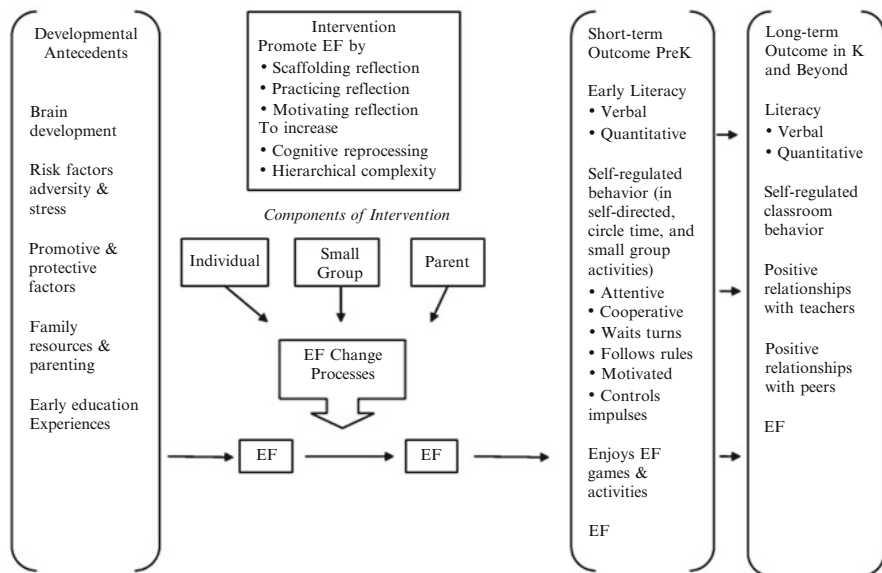 Developmental
Antecedents
Brain
development
Risk factors
adversity &
stress
Promotive &
protective
factors
Family
resources &
parenting
Early education
Experiences
Intervention
Promote EF by
• Scaffolding reflection
• Practicing reflection
• Motivating reflection
To increase
• Cognitive reprocessing
• Hierarchical complexity
Components of Intervention
Individual
Small
Group
Parent
EF Change
Processes
EF
EF
Short-term
Outcome PreK
Early Literacy
• Verbal
• Quantitative
Self-regulated
behavior (in
self-directed,
circle time, and
small group
activities)
• Attentive
• Cooperative
• Waits turns
• Follows rules
• Motivated
• Controls
impulses
Enjoys EF
games &
activities
EF
Long-term
Outcome in K
and Beyond
Literacy
• Verbal
• Quantitative
Self-regulated
classroom
behavior
Positive
relationships
with teachers
Positive
relationships
with peers
EF